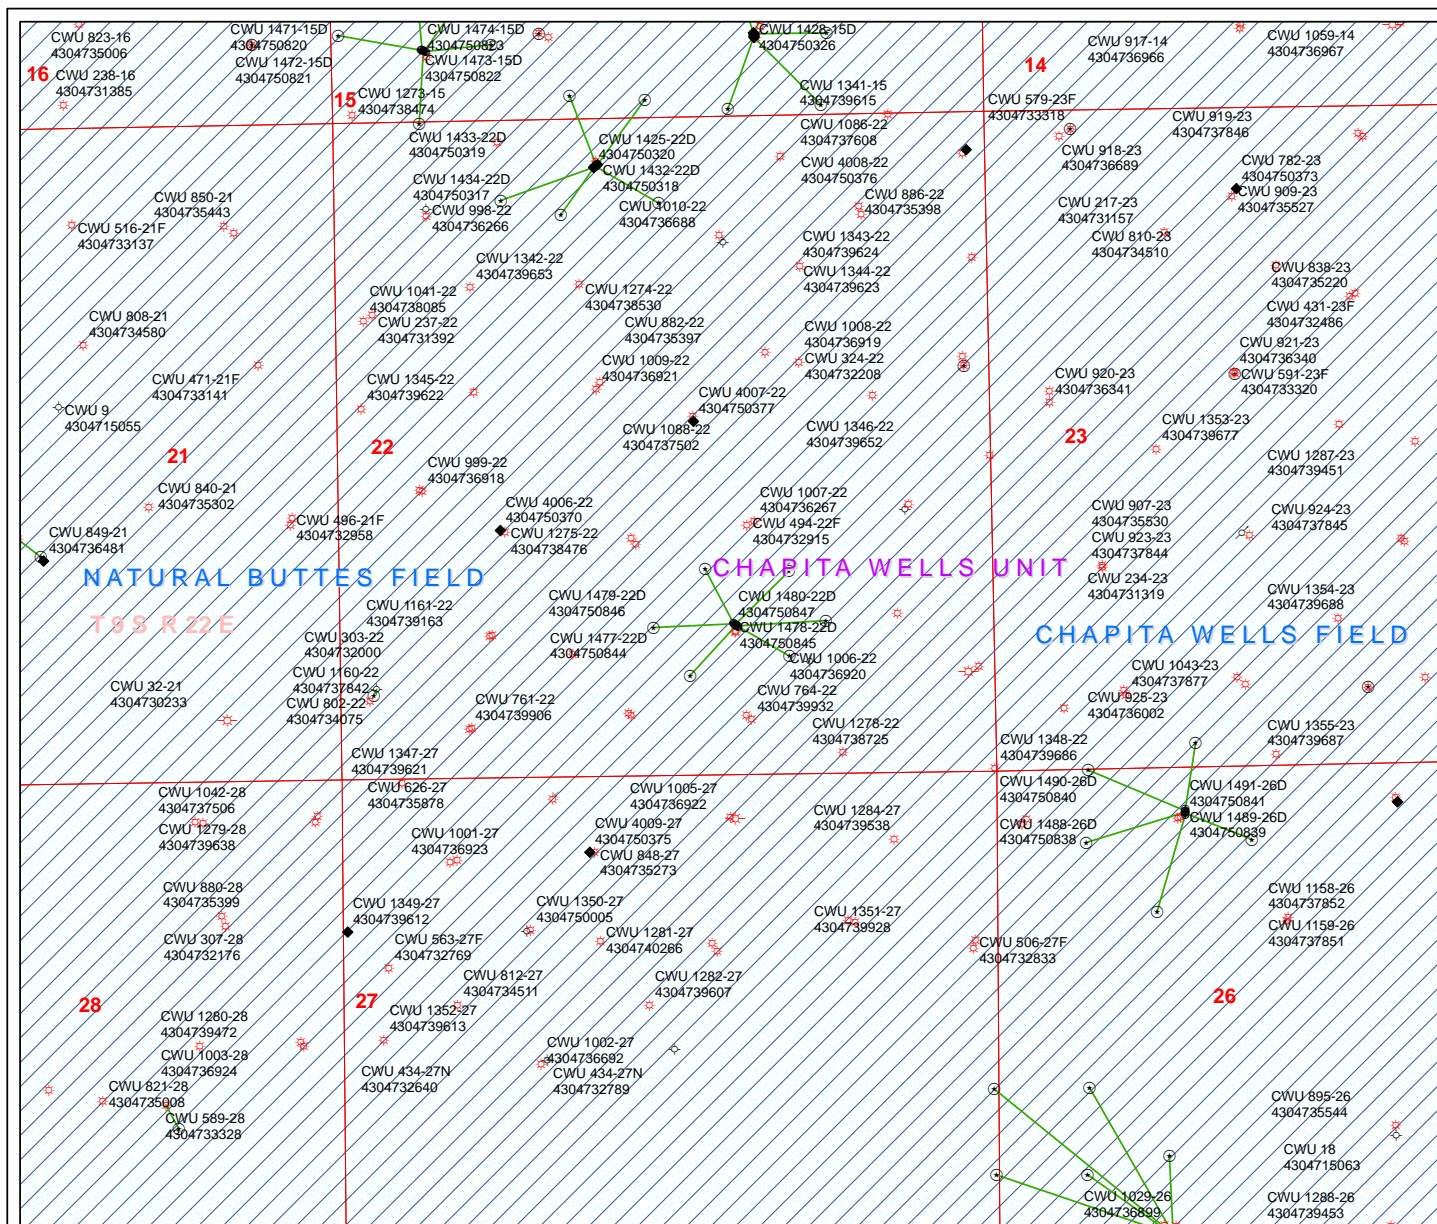 CWU 823-16
4304735006
CWU 1471-15D
4304750820
CWU 1472-15D
4304750821
CWU 1474-15D
4304750823
CWU 1473-15D
4304750822
CWU 1428-15D
4304750326
CWU 917-14
4304736966
CWU 1059-14
4304736967
16
CWU 238-16
4304731385
15
CWU 1273-15
4304738474
CWU 1341-15
4304739615
14
CWU 579-23F
4304733318
CWU 919-23
4304737846
CWU 1433-22D
4304750319
CWU 1425-22D
4304750320
CWU 1432-22D
4304750318
CWU 1086-22
4304737608
CWU 4008-22
4304750376
CWU 918-23
4304736689
CWU 782-23
4304750373
CWU 909-23
4304735527
CWU 1434-22D
4304750317
CWU 998-22
4304736266
CWU 1010-22
4304736688
CWU 886-22
4304735398
CWU 217-23
4304731157
CWU 810-23
4304734510
CWU 850-21
4304735443
CWU 516-21F
4304733137
CWU 1342-22
4304739653
CWU 1343-22
4304739624
CWU 1344-22
4304739623
CWU 838-23
4304735220
CWU 431-23F
4304732486
CWU 1041-22
4304738085
CWU 237-22
4304731392
CWU 1274-22
4304738530
CWU 882-22
4304735397
CWU 808-21
4304734580
CWU 1008-22
4304736919
CWU 324-22
4304732208
CWU 921-23
4304736340
CWU 591-23F
4304733320
CWU 471-21F
4304733141
CWU 1009-22
4304736921
CWU 920-23
4304736341
CWU 1345-22
4304739622
CWU 4007-22
4304750377
CWU 9
4304715055
CWU 1088-22
4304737502
CWU 1346-22
4304739652
CWU 1353-23
4304739677
21
22
23
CWU 1287-23
4304739451
CWU 999-22
4304736918
CWU 840-21
4304735302
CWU 496-21F
4304732958
CWU 4006-22
4304750370
CWU 1275-22
4304738476
CWU 1007-22
4304736267
CWU 494-22F
4304732915
CWU 907-23
4304735530
CWU 923-23
4304737844
CWU 924-23
4304737845
CWU 849-21
4304736481
NATURAL BUTTES FIELD
CHAPITA WELLS UNIT
CWU 234-23
4304731319
T 9 S R 22 E
CWU 1161-22
4304739163
CWU 1479-22D
4304750846
CWU 1480-22D
4304750847
CWU 1478-22D
4304750845
CWU 1354-23
4304739688
CHAPITA WELLS FIELD
CWU 303-22
4304732000
CWU 1477-22D
4304750844
CWU 1160-22
4304737842
CWU 1006-22
4304736920
CWU 1043-23
4304737877
CWU 32-21
4304730233
CWU 802-22
4304734075
CWU 761-22
4304739906
CWU 764-22
4304739932
CWU 925-23
4304736002
CWU 1278-22
4304738725
CWU 1348-22
4304739686
CWU 1355-23
4304739687
CWU 1347-27
4304739621
CWU 626-27
4304735878
CWU 1042-28
4304737506
CWU 1279-28
4304739638
CWU 1005-27
4304736922
CWU 1284-27
4304739538
CWU 1490-26D
4304750840
CWU 1491-26D
4304750841
CWU 1489-26D
4304750839
CWU 1488-26D
4304750838
CWU 1001-27
4304736923
CWU 4009-27
4304750375
CWU 848-27
4304735273
CWU 880-28
4304735399
CWU 1349-27
4304739612
CWU 1350-27
4304750005
CWU 1351-27
4304739928
CWU 1158-26
4304737852
CWU 1159-26
4304737851
CWU 307-28
4304732176
CWU 563-27F
4304732769
CWU 1281-27
4304740266
CWU 506-27F
4304732833
CWU 812-27
4304734511
CWU 1282-27
4304739607
28
27
26
CWU 1280-28
4304739472
CWU 1352-27
4304739613
CWU 1003-28
4304736924
CWU 1002-27
4304736692
CWU 434-27N
4304732640
CWU 434-27N
4304732789
CWU 821-28
4304735008
CWU 589-28
4304733328
CWU 895-26
4304735544
CWU 18
4304715063
CWU 1029-26
4304736899
CWU 1288-26
4304739453